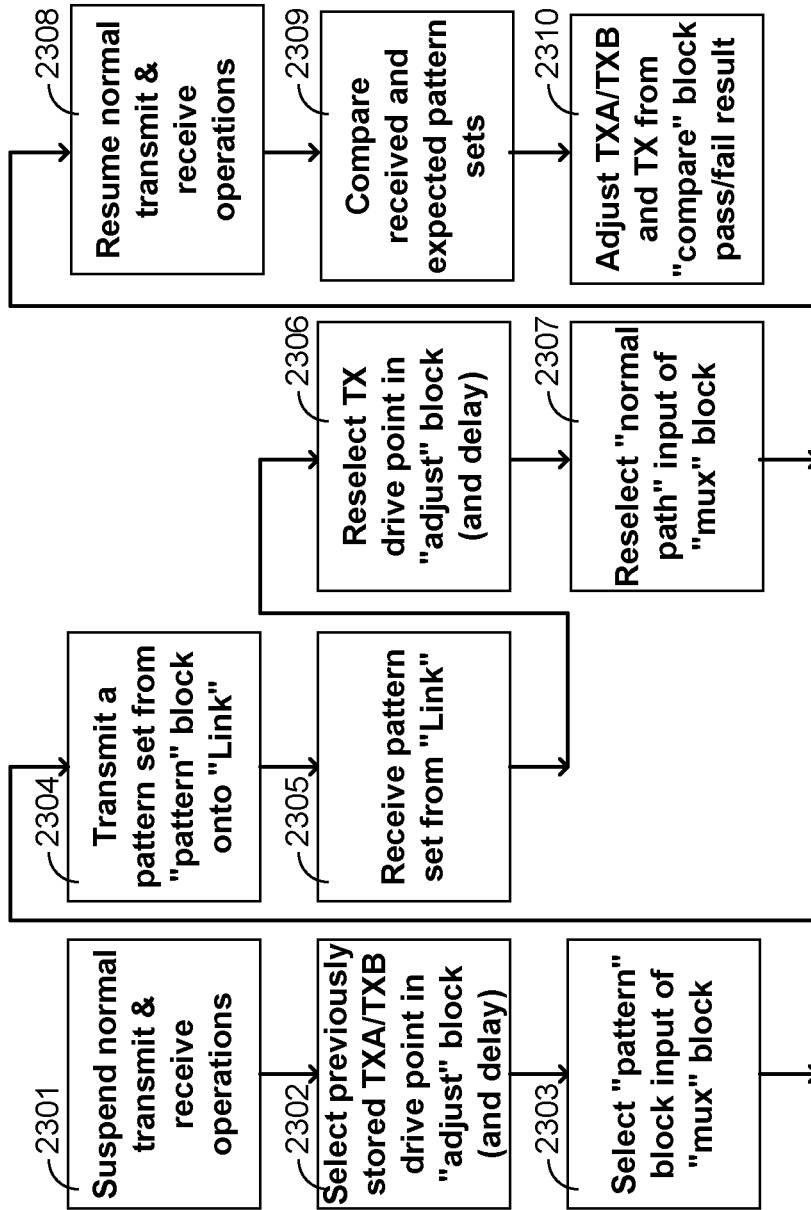 2301
Suspend normal
transmit &
receive
operations
2302
Select previously
stored TXA/TXB
drive point in
"adjust" block
(and delay)
2303
Select "pattern"
block input of
"mux" block
2304
Transmit a
pattern set from
"pattern" block
onto "Link"
2305
Receive pattern
set from "Link"
2306
Reselect TX
drive point in
"adjust" block
(and delay)
2307
Reselect "normal
path" input of
"mux" block
2308
Resume normal
transmit &
receive
operations
2309
Compare
received and
expected pattern
sets
2310
Adjust TXA/TXB
and TX from
"compare" block
pass/fail result